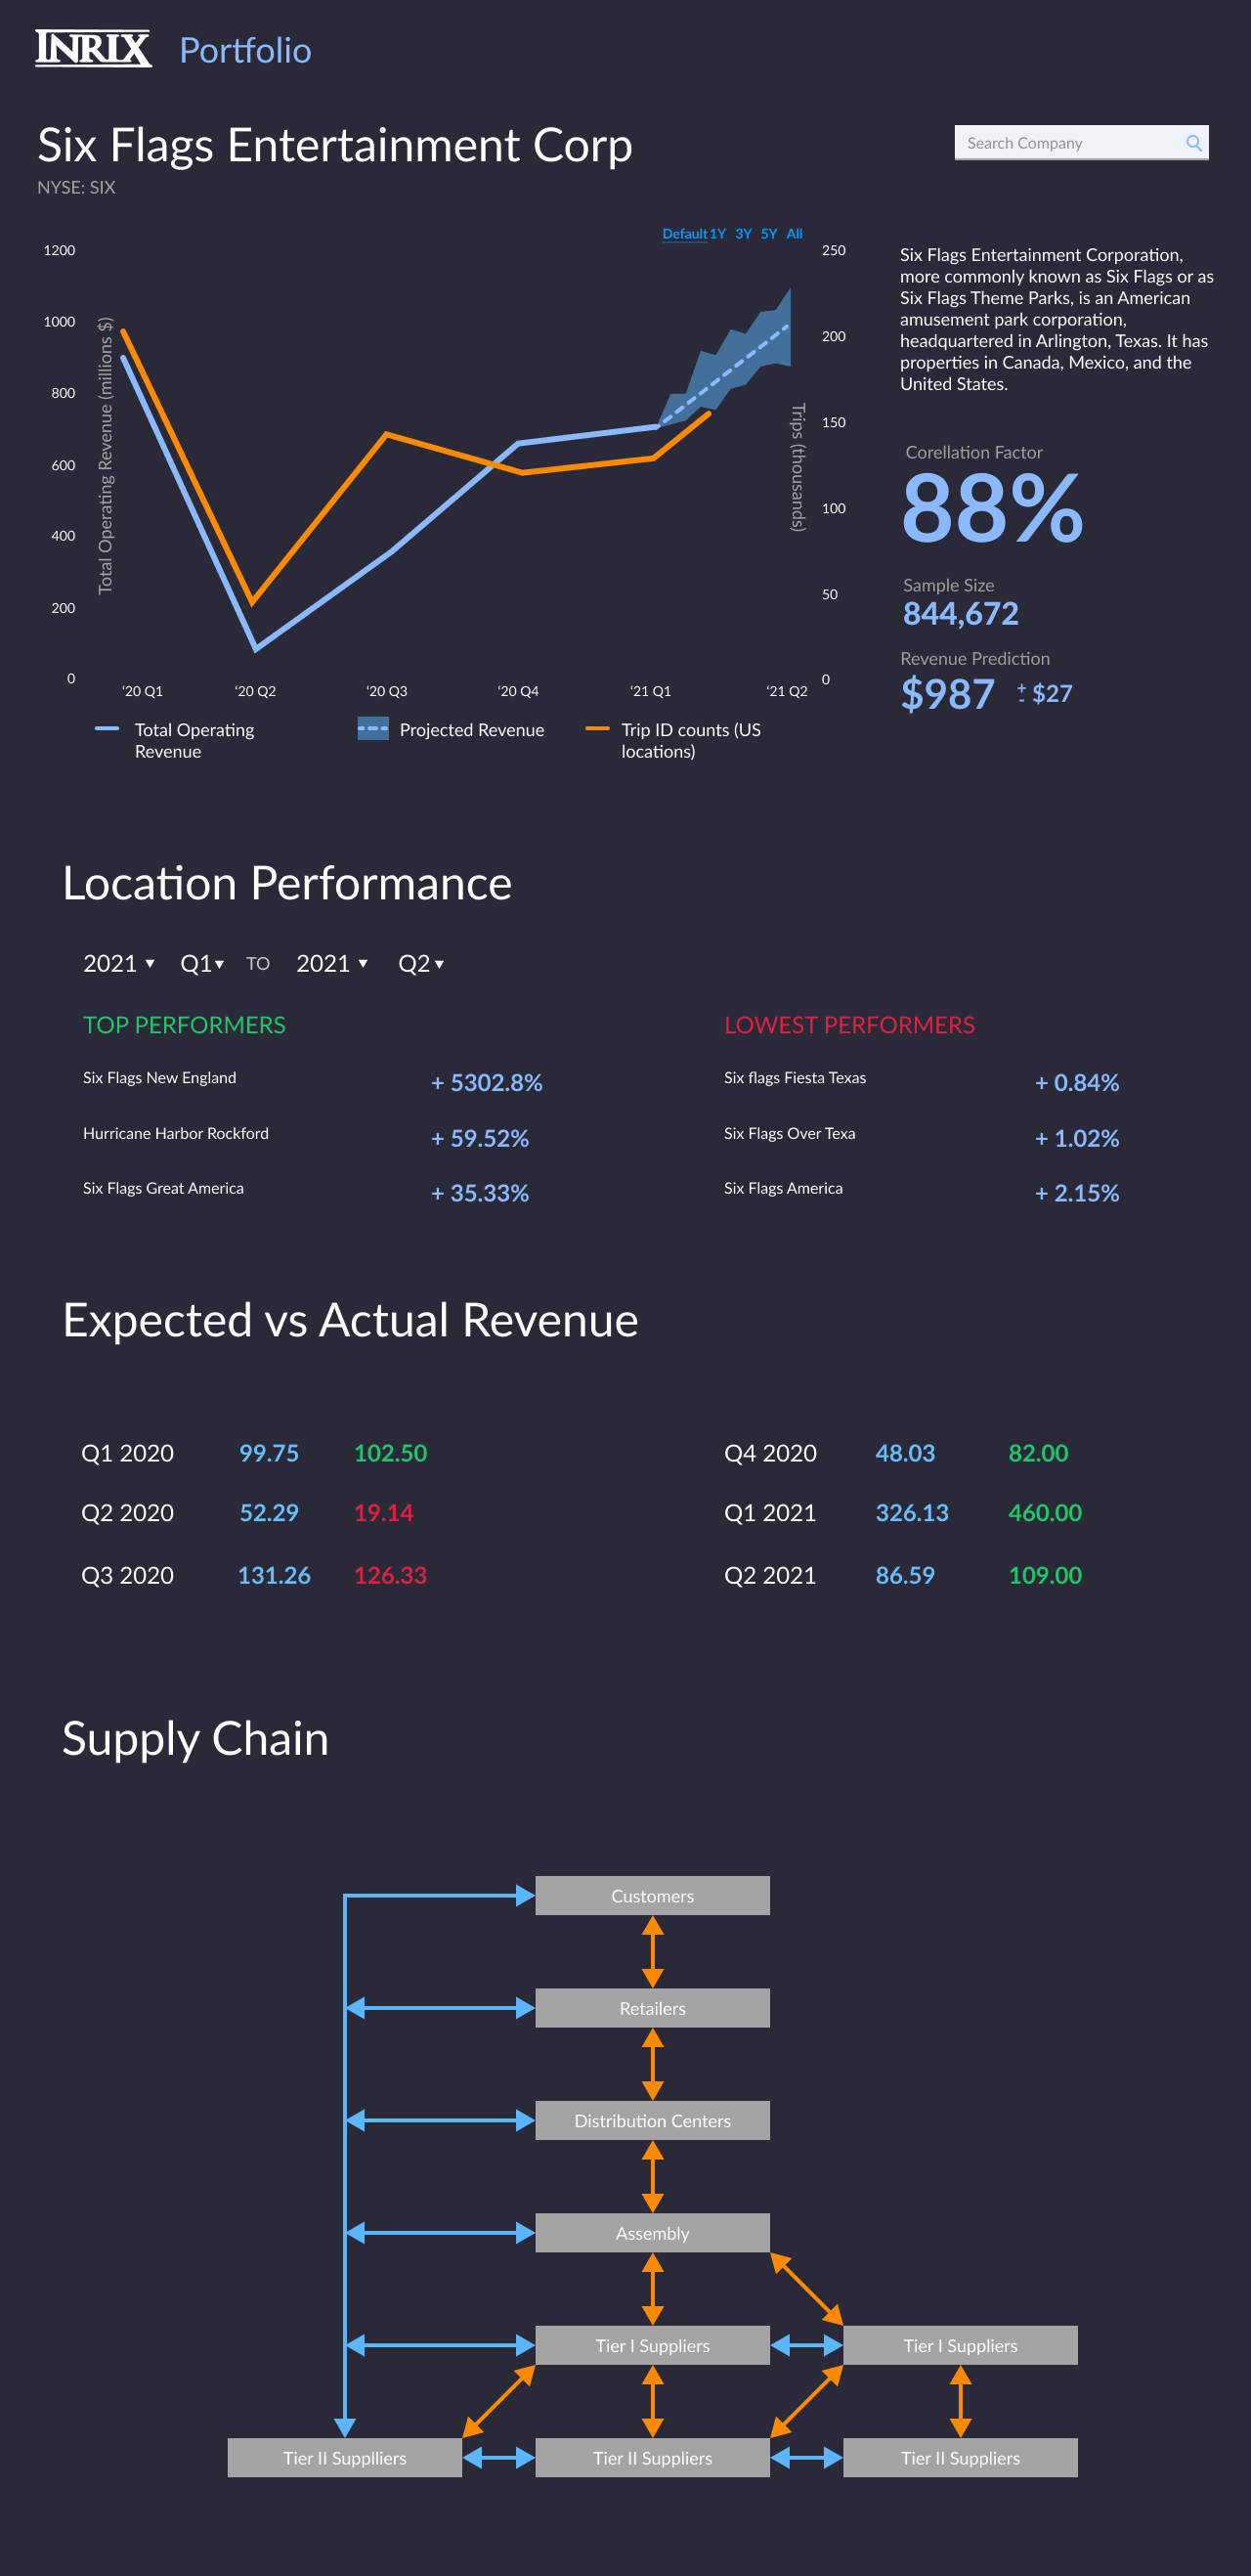 INRIX Portfolio
Six Flags Entertainment Corp
Search Company
NYSE: SIX
Default 1Y 3Y 5Y All
1200
1000
800
600
400
200
0
Total Operating Revenue (millions $)
250
200
150
100
50
0
Trips (thousands)
‘20 Q1 ‘20 Q2 ‘20 Q3 ‘20 Q4 ‘21 Q1 ‘21 Q2
Total Operating
Revenue
Projected Revenue
Trip ID counts (US
locations)
Six Flags Entertainment Corporation,
more commonly known as Six Flags or as
Six Flags Theme Parks, is an American
amusement park corporation,
headquartered in Arlington, Texas. It has
properties in Canada, Mexico, and the
United States.
Corellation Factor
88%
Sample Size
844,672
Revenue Prediction
$987 +- $27
Location Performance
2021 Q1 TO 2021 Q2
TOP PERFORMERS
Six Flags New England + 5302.8%
Hurricane Harbor Rockford + 59.52%
Six Flags Great America + 35.33%
LOWEST PERFORMERS
Six flags Fiesta Texas + 0.84%
Six Flags Over Texa + 1.02%
Six Flags America + 2.15%
Expected vs Actual Revenue
Q1 2020 99.75 102.50
Q2 2020 52.29 19.14
Q3 2020 131.26 126.33
Q4 2020 48.03 82.00
Q1 2021 326.13 460.00
Q2 2021 86.59 109.00
Supply Chain
Customers
Retailers
Distribution Centers
Assembly
Tier I Suppliers
Tier I Suppliers
Tier II Supplliers
Tier II Suppliers
Tier II Suppliers